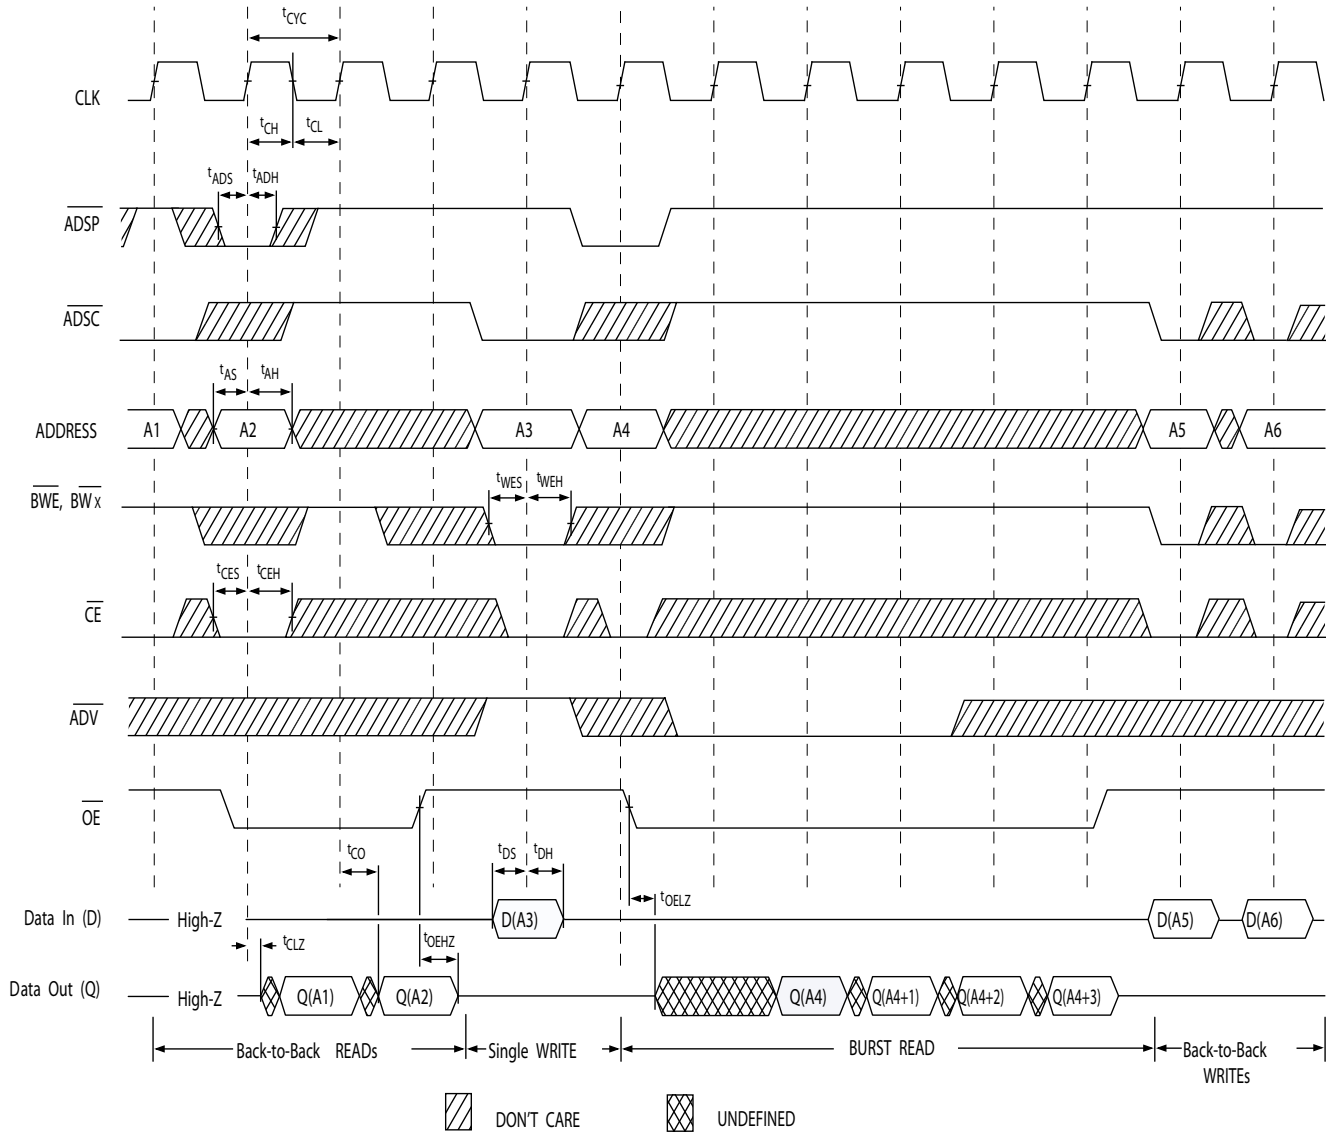 tCYC
CLK
tCH tCL
tADS tADH
ADSP
ADSC
tAS tAH
ADDRESS A1 A2 A3 A4 A5 A6
tWES tWEH
BWE, BWX
tCES tCEH
CE
ADV
OE
tCO tDS tDH
tOELZ
Data In (D) High-Z D(A3) D(A5) D(A6)
tCLZ tOEHZ
Data Out (Q) High-Z Q(A1) Q(A2) Q(A4) Q(A4+1) Q(A4+2) Q(A4+3)
Back-to-Back READs Single WRITE BURST READ Back-to-Back
WRITEs
DON'T CARE UNDEFINED